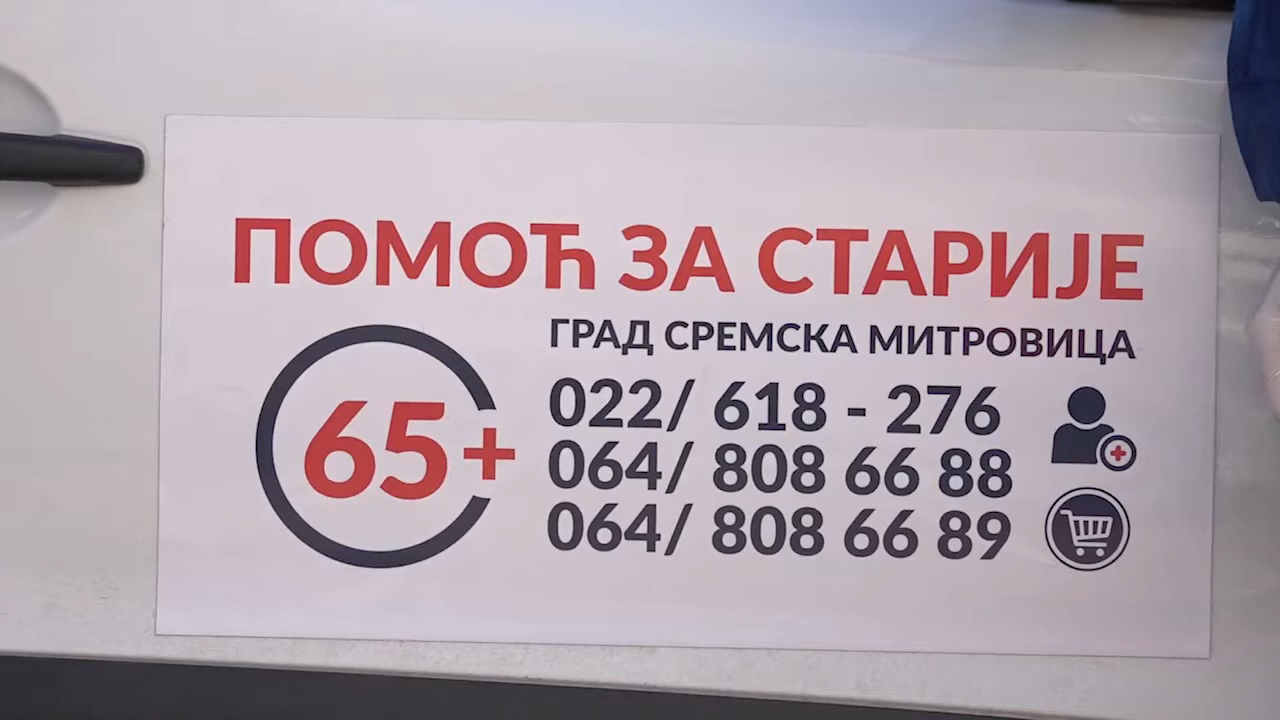 ПОМОЋ ЗА СТАРИЈЕ
ГРАД СРЕМСКА МИТРОВИЦА
65+
022/ 618 - 276
064/ 808 66 88
064/ 808 66 89